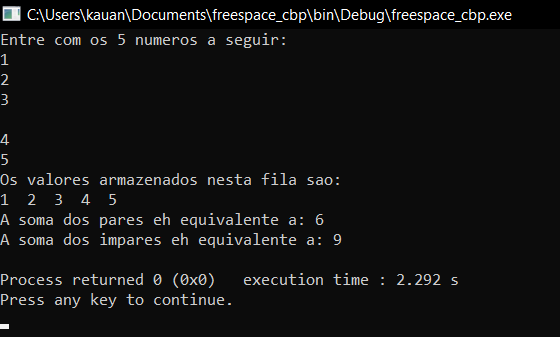 C:\Users\kauan\Documents\freespace_cbp\bin\Debug\freespace_cbp.exe
Entre com os 5 numeros a seguir:
1
2
3
4
5
Os valores armazenados nesta fila sao:
1  2  3  4  5
A soma dos pares eh equivalente a: 6
A soma dos impares eh equivalente a: 9
Process returned 0 (0x0)   execution time : 2.292 s
Press any key to continue.